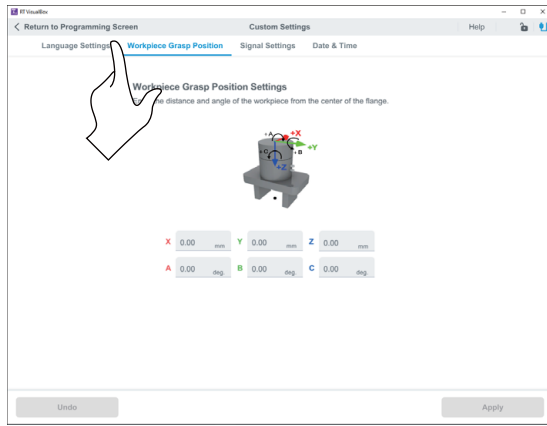 RT VisualBox
Return to Programming Screen Custom Settings Help
Language Settings Workpiece Grasp Position Signal Settings Date & Time
Workpiece Grasp Position Settings
the distance and angle of the workpiece from the center of the flange.
+A +X
+Y
+C +B
+Z
X 0.00 mm Y 0.00 mm Z 0.00 mm
A 0.00 deg. B 0.00 deg. C 0.00 deg.
Undo Apply